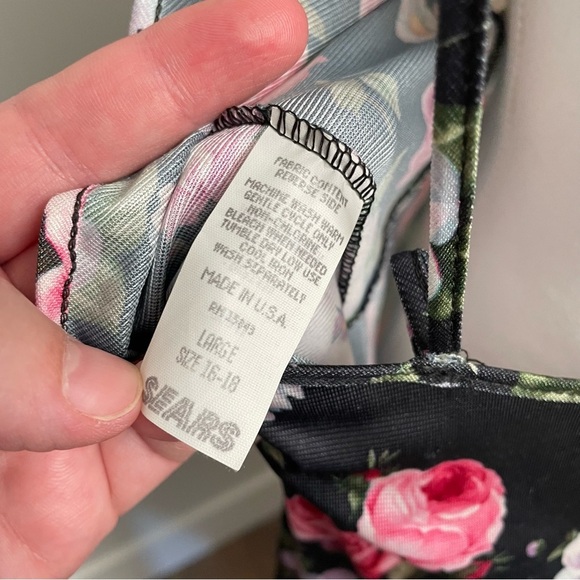 FABRIC CONTENT
REVERSE SIDE
MACHINE WASH WARM
GENTLE CYCLE ONLY
NON-CHLORINE
BLEACH WHEN NEEDED
TUMBLE DRY LOW USE
COOL IRON
WASH SEPARATELY
MADE IN U.S.A.
LARGE
SIZE 16-18
SEARS